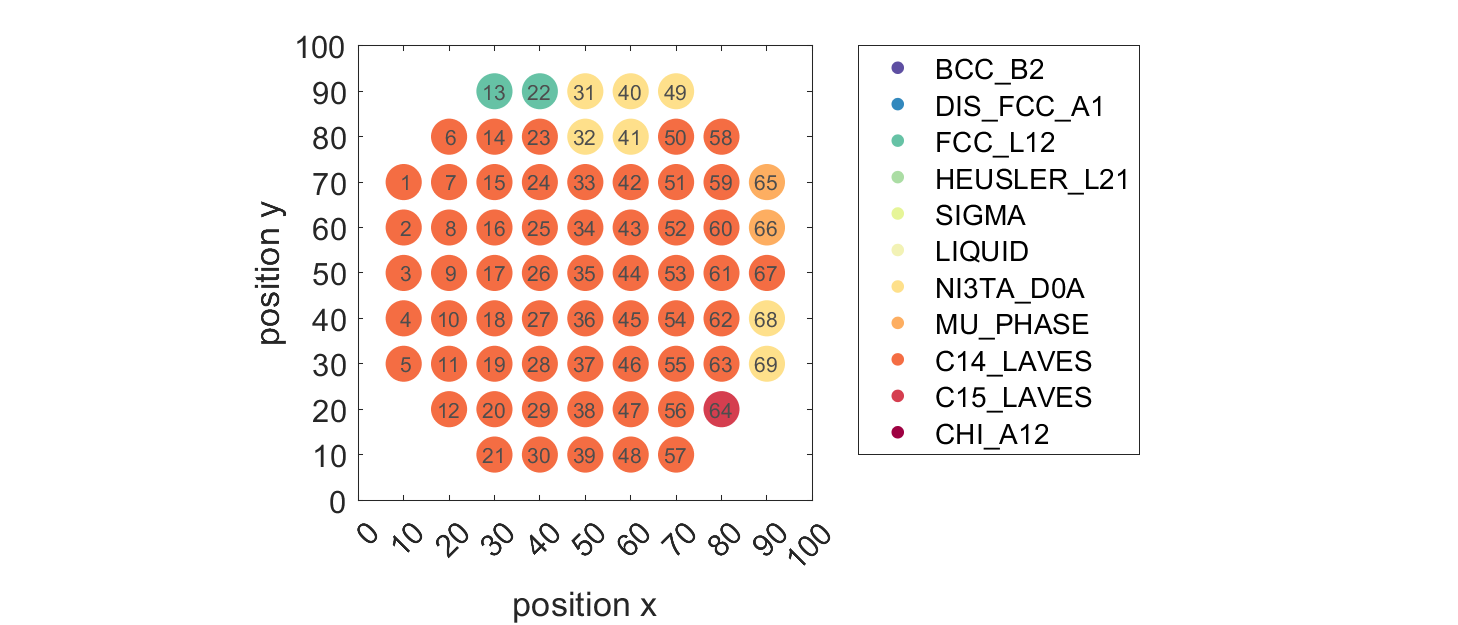 100
90
80
70
60
50
40
30
20
10
0
position y
13 22 31 40 49
6 14 23 32 41 50 58
1 7 15 24 33 42 51 59 65
2 8 16 25 34 43 52 60 66
3 9 17 26 35 44 53 61 67
4 10 18 27 36 45 54 62 68
5 11 19 28 37 46 55 63 69
12 20 29 38 47 56 64
21 30 39 48 57
0 10 20 30 40 50 60 70 80 90 100
position x
BCC_B2
DIS_FCC_A1
FCC_L12
HEUSLER_L21
SIGMA
LIQUID
NI3TA_D0A
MU_PHASE
C14_LAVES
C15_LAVES
CHI_A12